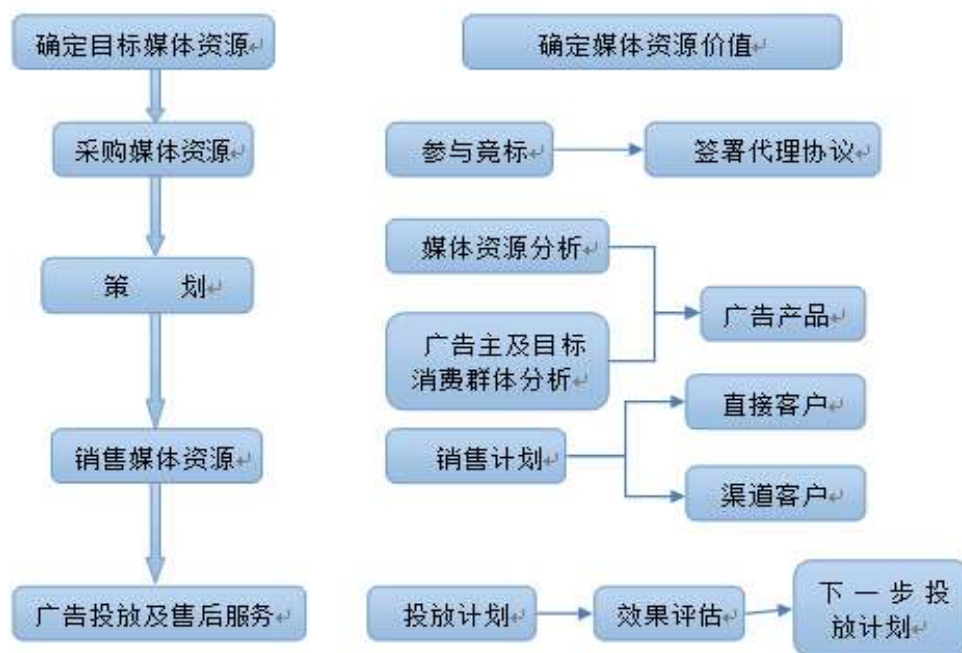 确定目标媒体资源↵
确定媒体资源价值↵
采购媒体资源↵
参与竟标↵
签署代理协议↵
媒体资源分析↵
策 划↵
广告产品↵
广告主及目标
消费群体分析↵
直接客户↵
销售媒体资源↵
销售计划↵
渠道客户↵
广告投放及售后服务↵
投放计划↵
效果评估↵
下一步投
放计划↵